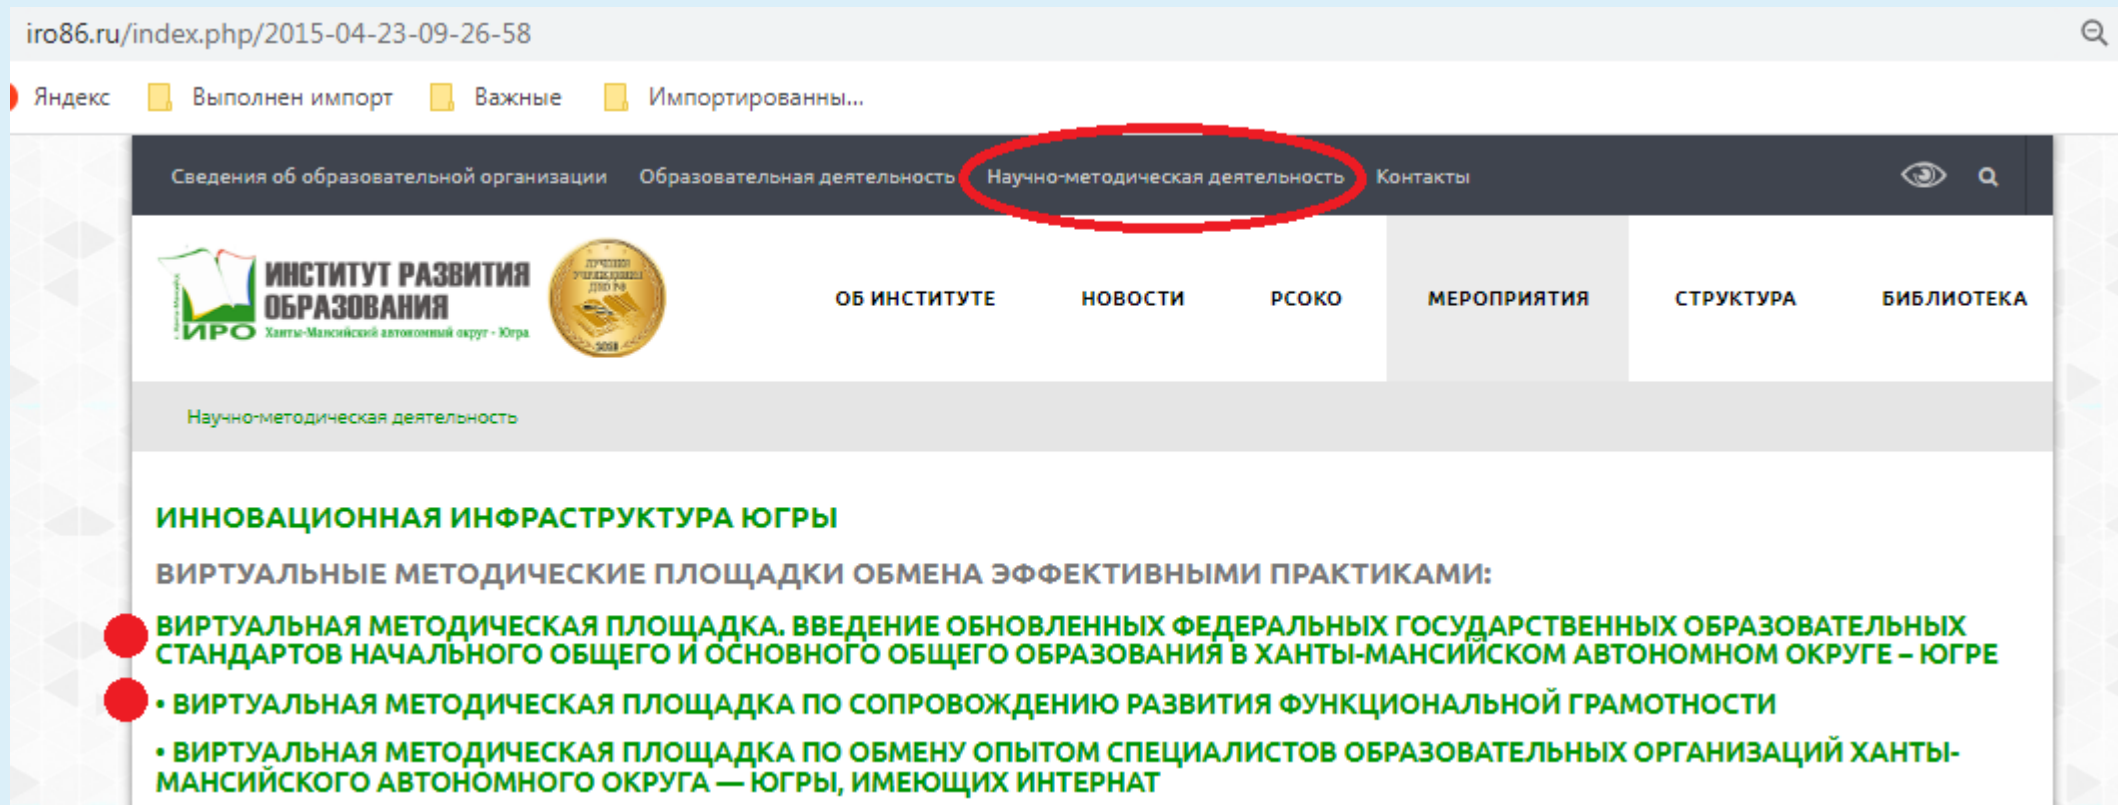 iro86.ru/index.php/2015-04-23-09-26-58
Яндекс Выполнен импорт Важные Импортированны...
Сведения об образовательной организации Образовательная деятельность Научно-методическая деятельность Контакты
ИНСТИТУТ РАЗВИТИЯ
ОБРАЗОВАНИЯ
ИРО Ханты-Мансийский автономный округ - Югра
ОБ ИНСТИТУТЕ НОВОСТИ РСОКО МЕРОПРИЯТИЯ СТРУКТУРА БИБЛИОТЕКА
Научно-методическая деятельность
ИННОВАЦИОННАЯ ИНФРАСТРУКТУРА ЮГРЫ
ВИРТУАЛЬНЫЕ МЕТОДИЧЕСКИЕ ПЛОЩАДКИ ОБМЕНА ЭФФЕКТИВНЫМИ ПРАКТИКАМИ:
ВИРТУАЛЬНАЯ МЕТОДИЧЕСКАЯ ПЛОЩАДКА. ВВЕДЕНИЕ ОБНОВЛЕННЫХ ФЕДЕРАЛЬНЫХ ГОСУДАРСТВЕННЫХ ОБРАЗОВАТЕЛЬНЫХ
СТАНДАРТОВ НАЧАЛЬНОГО ОБЩЕГО И ОСНОВНОГО ОБЩЕГО ОБРАЗОВАНИЯ В ХАНТЫ-МАНСИЙСКОМ АВТОНОМНОМ ОКРУГЕ – ЮГРЕ
• ВИРТУАЛЬНАЯ МЕТОДИЧЕСКАЯ ПЛОЩАДКА ПО СОПРОВОЖДЕНИЮ РАЗВИТИЯ ФУНКЦИОНАЛЬНОЙ ГРАМОТНОСТИ
• ВИРТУАЛЬНАЯ МЕТОДИЧЕСКАЯ ПЛОЩАДКА ПО ОБМЕНУ ОПЫТОМ СПЕЦИАЛИСТОВ ОБРАЗОВАТЕЛЬНЫХ ОРГАНИЗАЦИЙ ХАНТЫ-
МАНСИЙСКОГО АВТОНОМНОГО ОКРУГА — ЮГРЫ, ИМЕЮЩИХ ИНТЕРНАТ